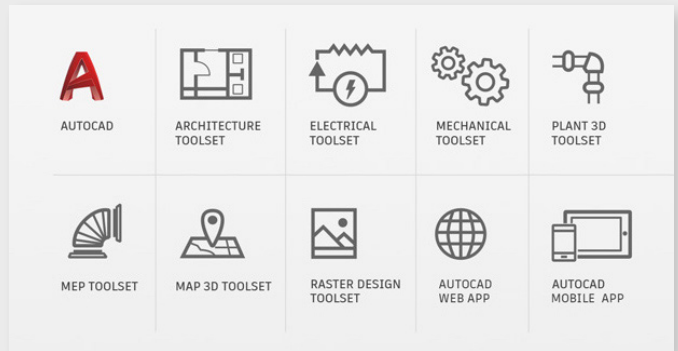 AUTOCAD
ARCHITECTURE
TOOLSET
ELECTRICAL
TOOLSET
MECHANICAL
TOOLSET
PLANT 3D
TOOLSET
MEP TOOLSET
MAP 3D TOOLSET
RASTER DESIGN
TOOLSET
AUTOCAD
WEB APP
AUTOCAD
MOBILE APP